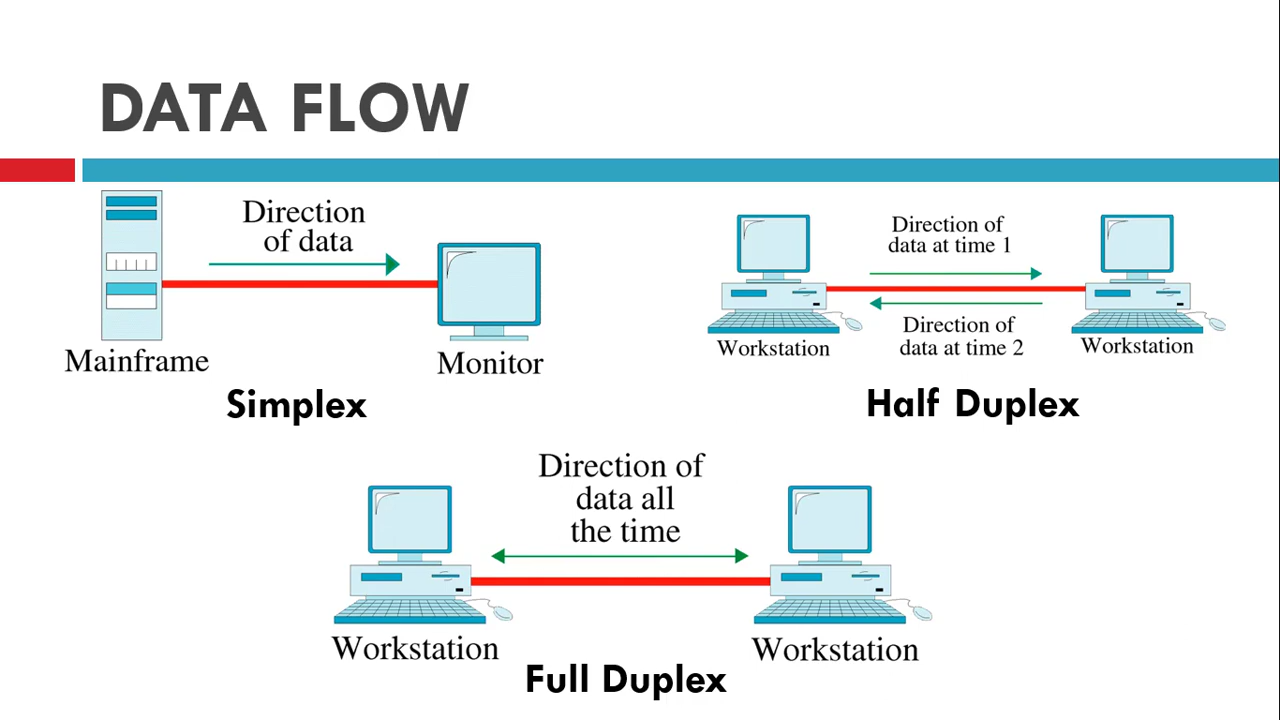 DATA FLOW
Direction
of data
Mainframe
Monitor
Simplex
Direction of
data at time 1
Direction of
data at time 2
Workstation
Workstation
Half Duplex
Direction of
data all
the time
Workstation
Workstation
Full Duplex